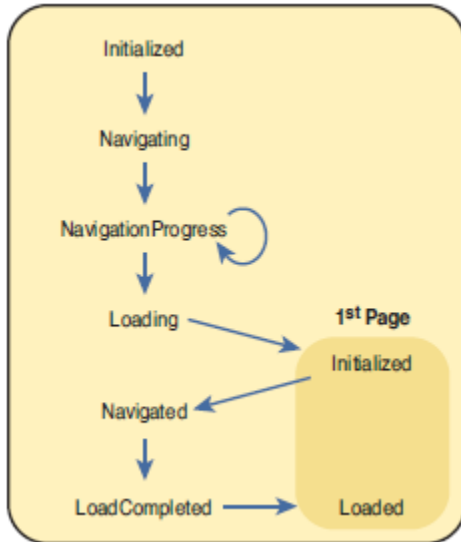 Initialized
Navigating
NavigationProgress
Loading
1st Page
Initialized
Navigated
LoadCompleted
Loaded